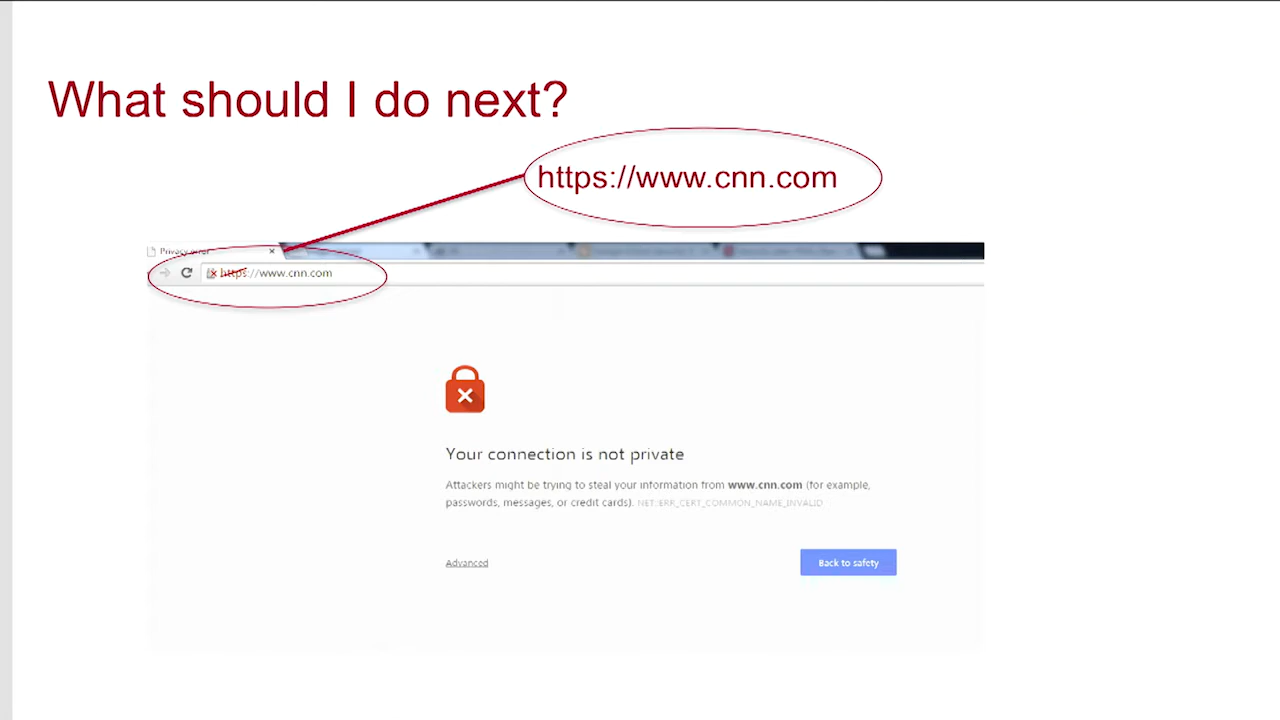 What should I do next?
https://www.cnn.com
Privacy error
https://www.cnn.com
Your connection is not private
Attackers might be trying to steal your information from www.cnn.com (for example,
passwords, messages, or credit cards). NET::ERR_CERT_COMMON_NAME_INVALID
Advanced
Back to safety